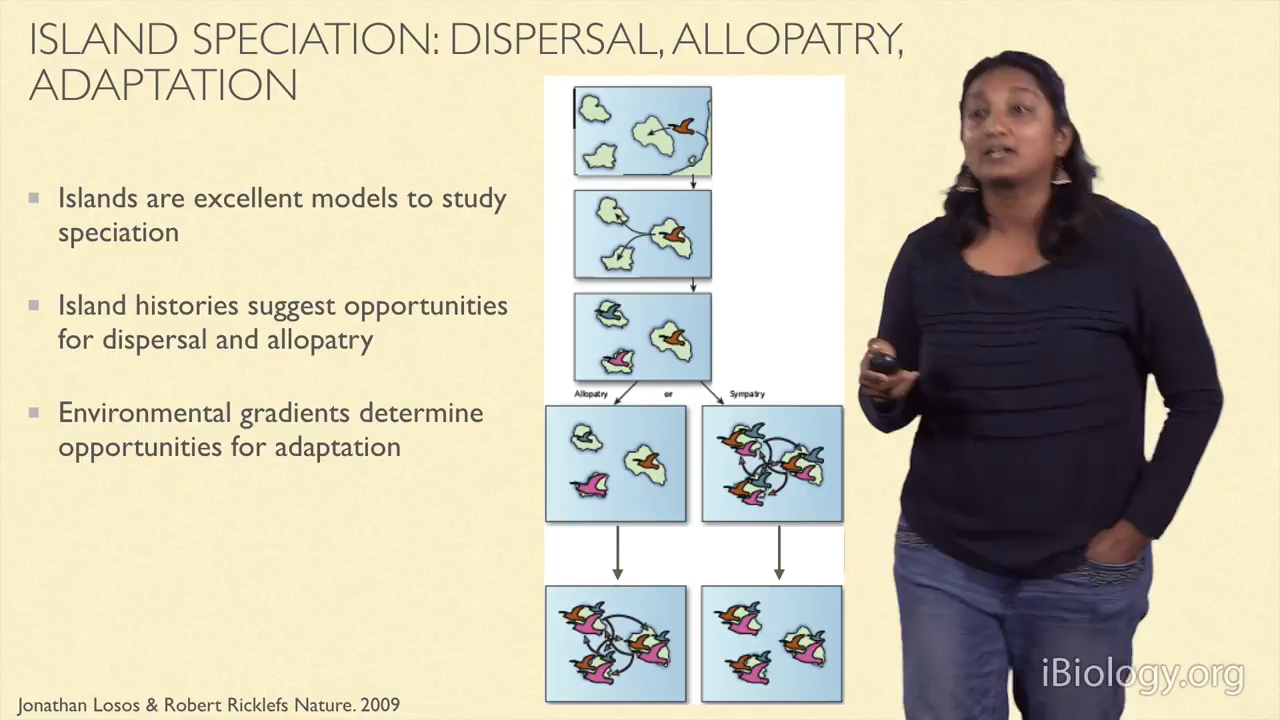 ISLAND SPECIATION: DISPERSAL, ALLOPATRY,
ADAPTATION
Islands are excellent models to study
speciation
Island histories suggest opportunities
for dispersal and allopatry
Environmental gradients determine
opportunities for adaptation
Allopatry or Sympatry
Jonathan Losos & Robert Ricklefs Nature. 2009
iBiology.org